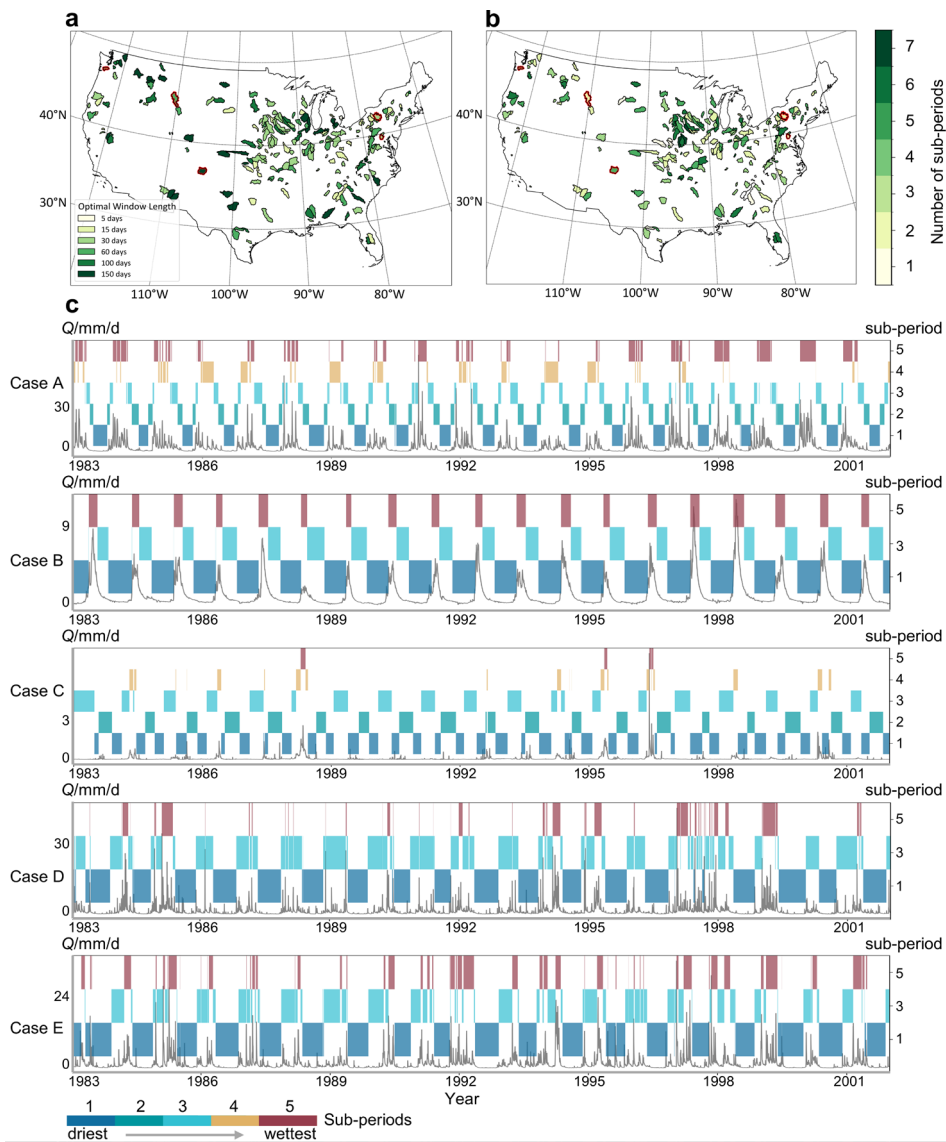 a
b
40°N
30°N
40°N
30°N
Optimal Window Length
5 days
15 days
30 days
60 days
100 days
150 days
110°W 100°W 90°W 80°W
110°W 100°W 90°W 80°W
7
6
5
4
3
2
1
Number of sub-periods
c
Q/mm/d sub-period
Case A
30
0
5
4
3
2
1
1983 1986 1989 1992 1995 1998 2001
Q/mm/d sub-period
Case B
9
0
5
3
1
1983 1986 1989 1992 1995 1998 2001
Q/mm/d sub-period
Case C
3
0
5
4
3
2
1
1983 1986 1989 1992 1995 1998 2001
Q/mm/d sub-period
Case D
30
0
5
3
1
1983 1986 1989 1992 1995 1998 2001
Q/mm/d sub-period
Case E
24
0
5
3
1
1983 1986 1989 1992 1995 1998 2001
Year
1 2 3 4 5
Sub-periods
driest wettest